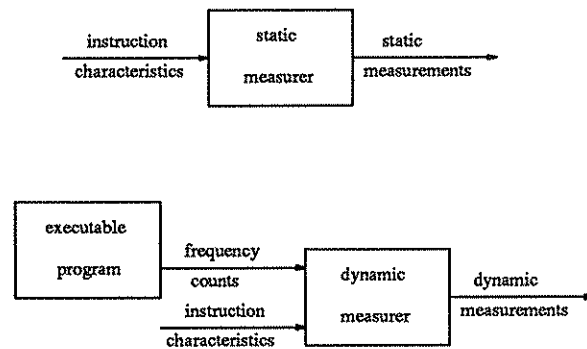 instruction
characteristics
static
measurer
static
measurements
executable
program
frequency
counts
instruction
characteristics
dynamic
measurer
dynamic
measurements